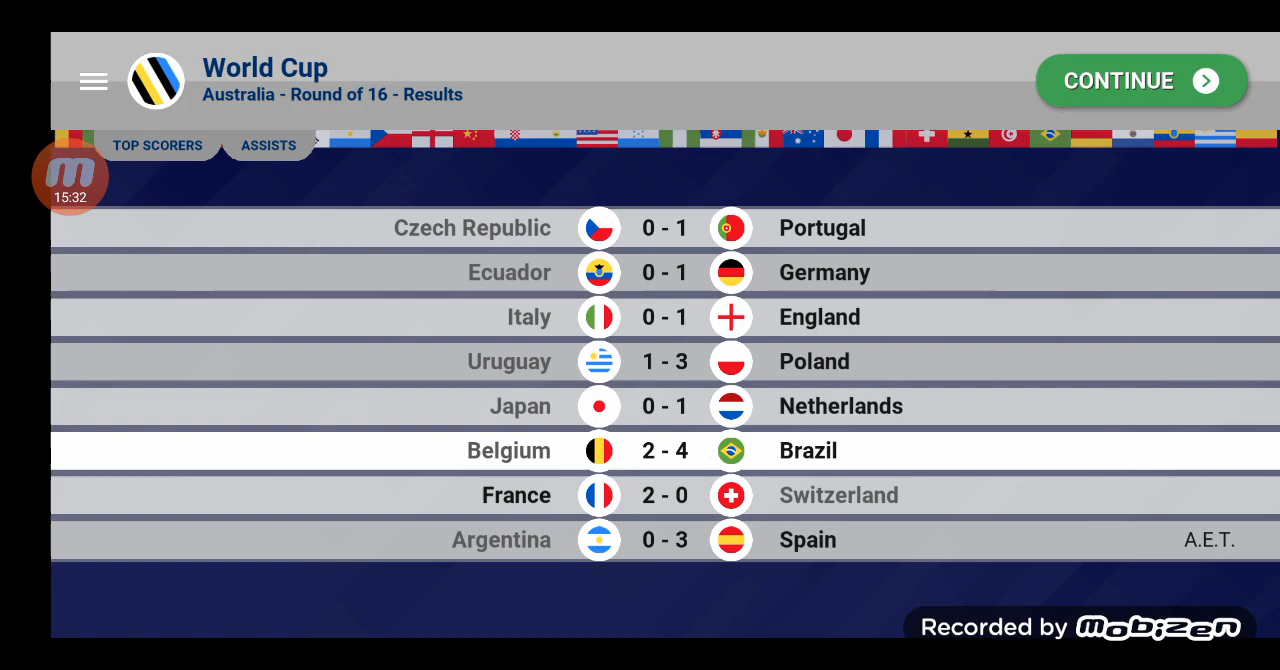 World Cup
Australia - Round of 16 - Results
CONTINUE
TOP SCORERS
ASSISTS
m
15:32
Czech Republic 0 - 1 Portugal
Ecuador 0 - 1 Germany
Italy 0 - 1 England
Uruguay 1 - 3 Poland
Japan 0 - 1 Netherlands
Belgium 2 - 4 Brazil
France 2 - 0 Switzerland
Argentina 0 - 3 Spain A.E.T.
Recorded by mobizen